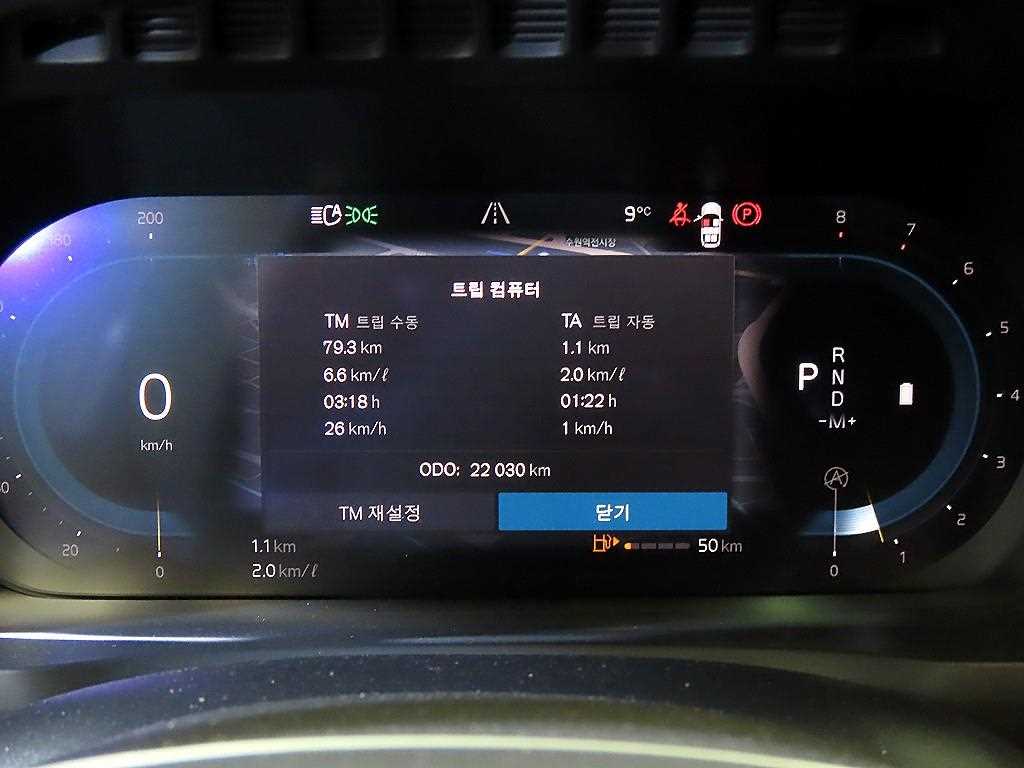 200 9°C P 8
180 수원역전시장 7
트립 컴퓨터 6
TM 트립 수동 TA 트립 자동
79.3 km 1.1 km 5
6.6 km/ℓ 2.0 km/ℓ
03:18 h 01:22 h
26 km/h 1 km/h
0
km/h
P R
N
D
-M+
4
ODO: 22 030 km 3
TM 재설정 닫기
A
2
20 1.1 km 50 km 1
0 2.0 km/ℓ 0